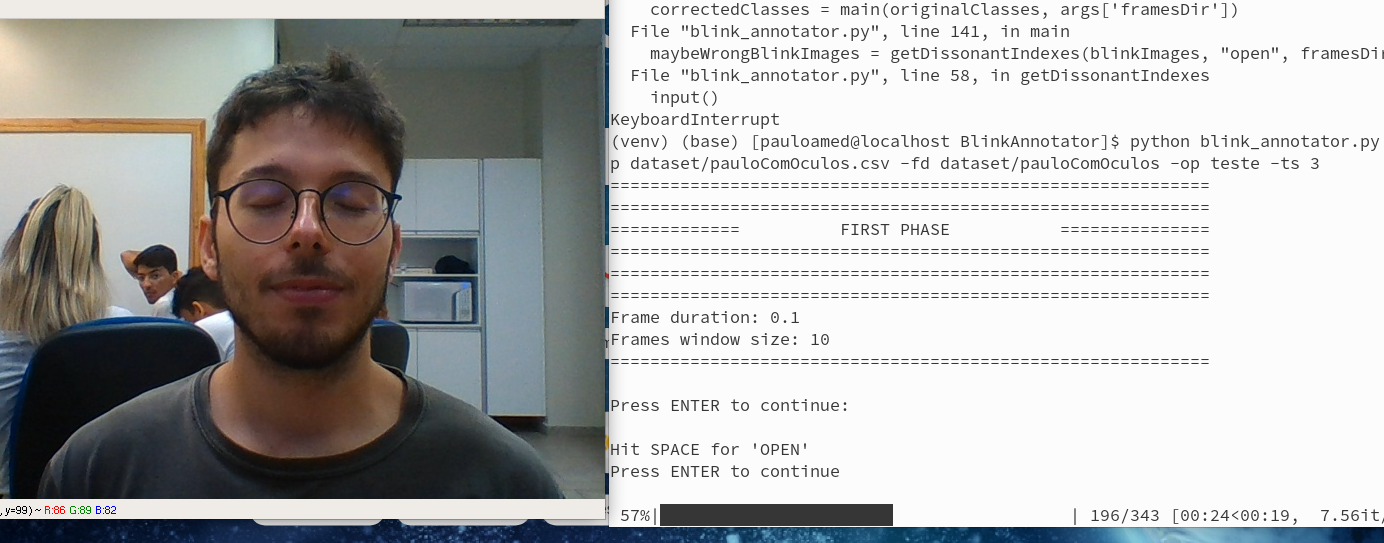 correctedClasses = main(originalClasses, args['framesDir'])
File "blink_annotator.py", line 141, in main
maybeWrongBlinkImages = getDissonantIndexes(blinkImages, "open", framesDir
File "blink_annotator.py", line 58, in getDissonantIndexes
input()
KeyboardInterrupt
(venv) (base) [pauloamed@localhost BlinkAnnotator]$ python blink_annotator.py
p dataset/pauloComOculos.csv -fd dataset/pauloComOculos -op teste -ts 3
============================================================
============================================================
============= FIRST PHASE ===============
============================================================
============================================================
============================================================
Frame duration: 0.1
Frames window size: 10
============================================================
Press ENTER to continue:
Hit SPACE for 'OPEN'
Press ENTER to continue
57%| | 196/343 [00:24<00:19, 7.56it/
, y=99) ~ R:86 G:89 B:82